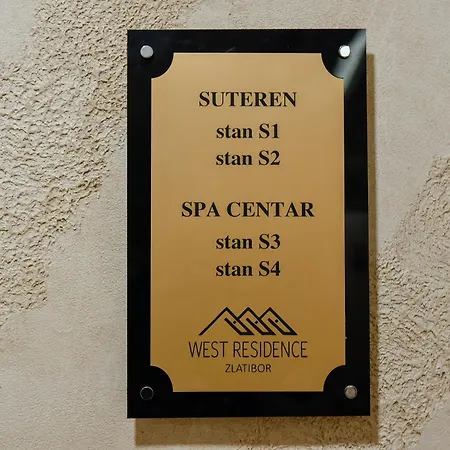 SUTEREN
stan S1
stan S2
SPA CENTAR
stan S3
stan S4
WEST RESIDENCE
ZLATIBOR